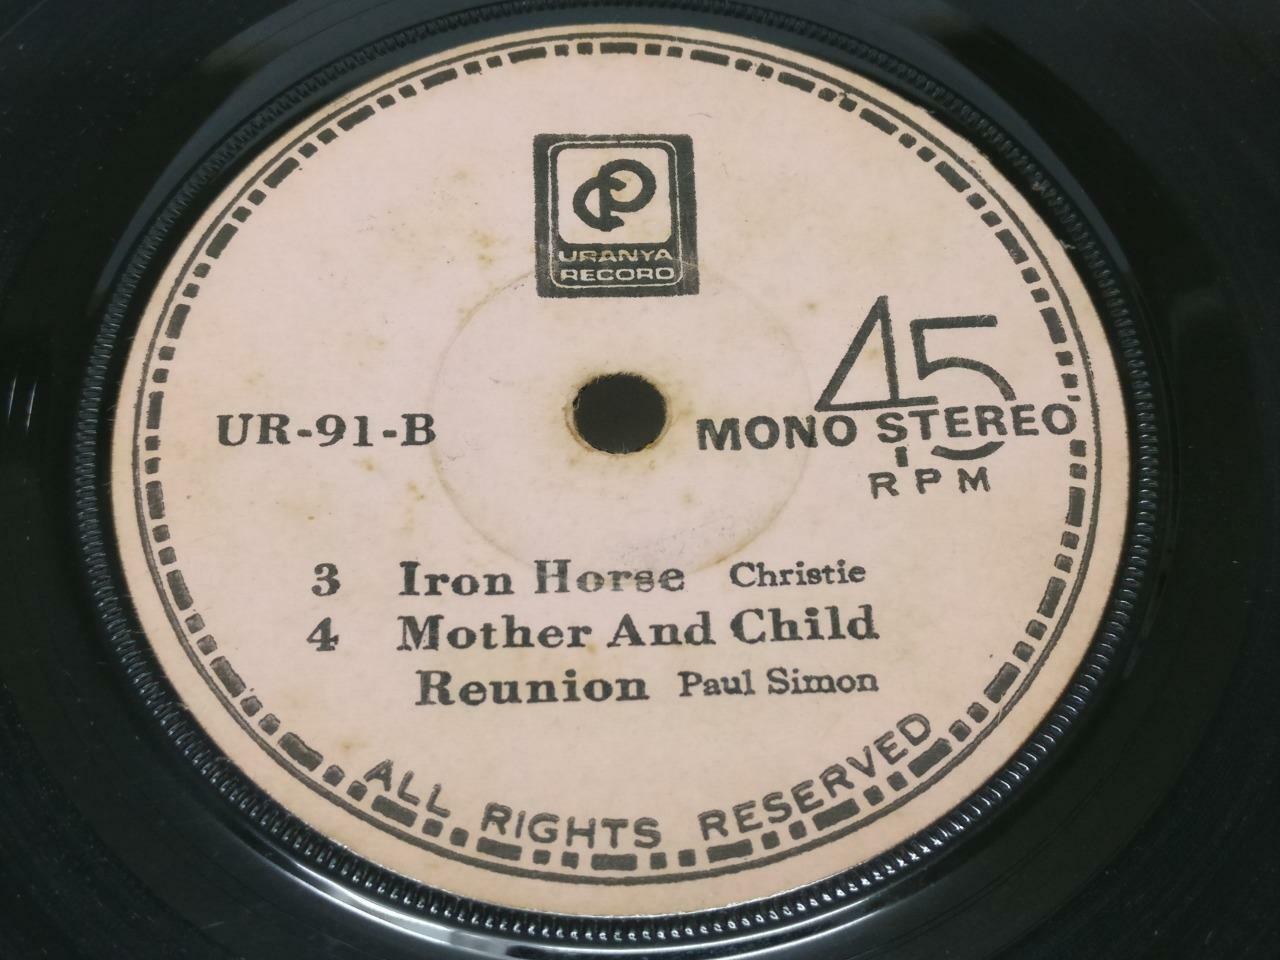 URANYA
RECORD
45
UR-91-B
MONO STEREO
RPM
3 Iron Horse Christie
4 Mother And Child
Reunion Paul Simon
ALL RIGHTS RESERVED